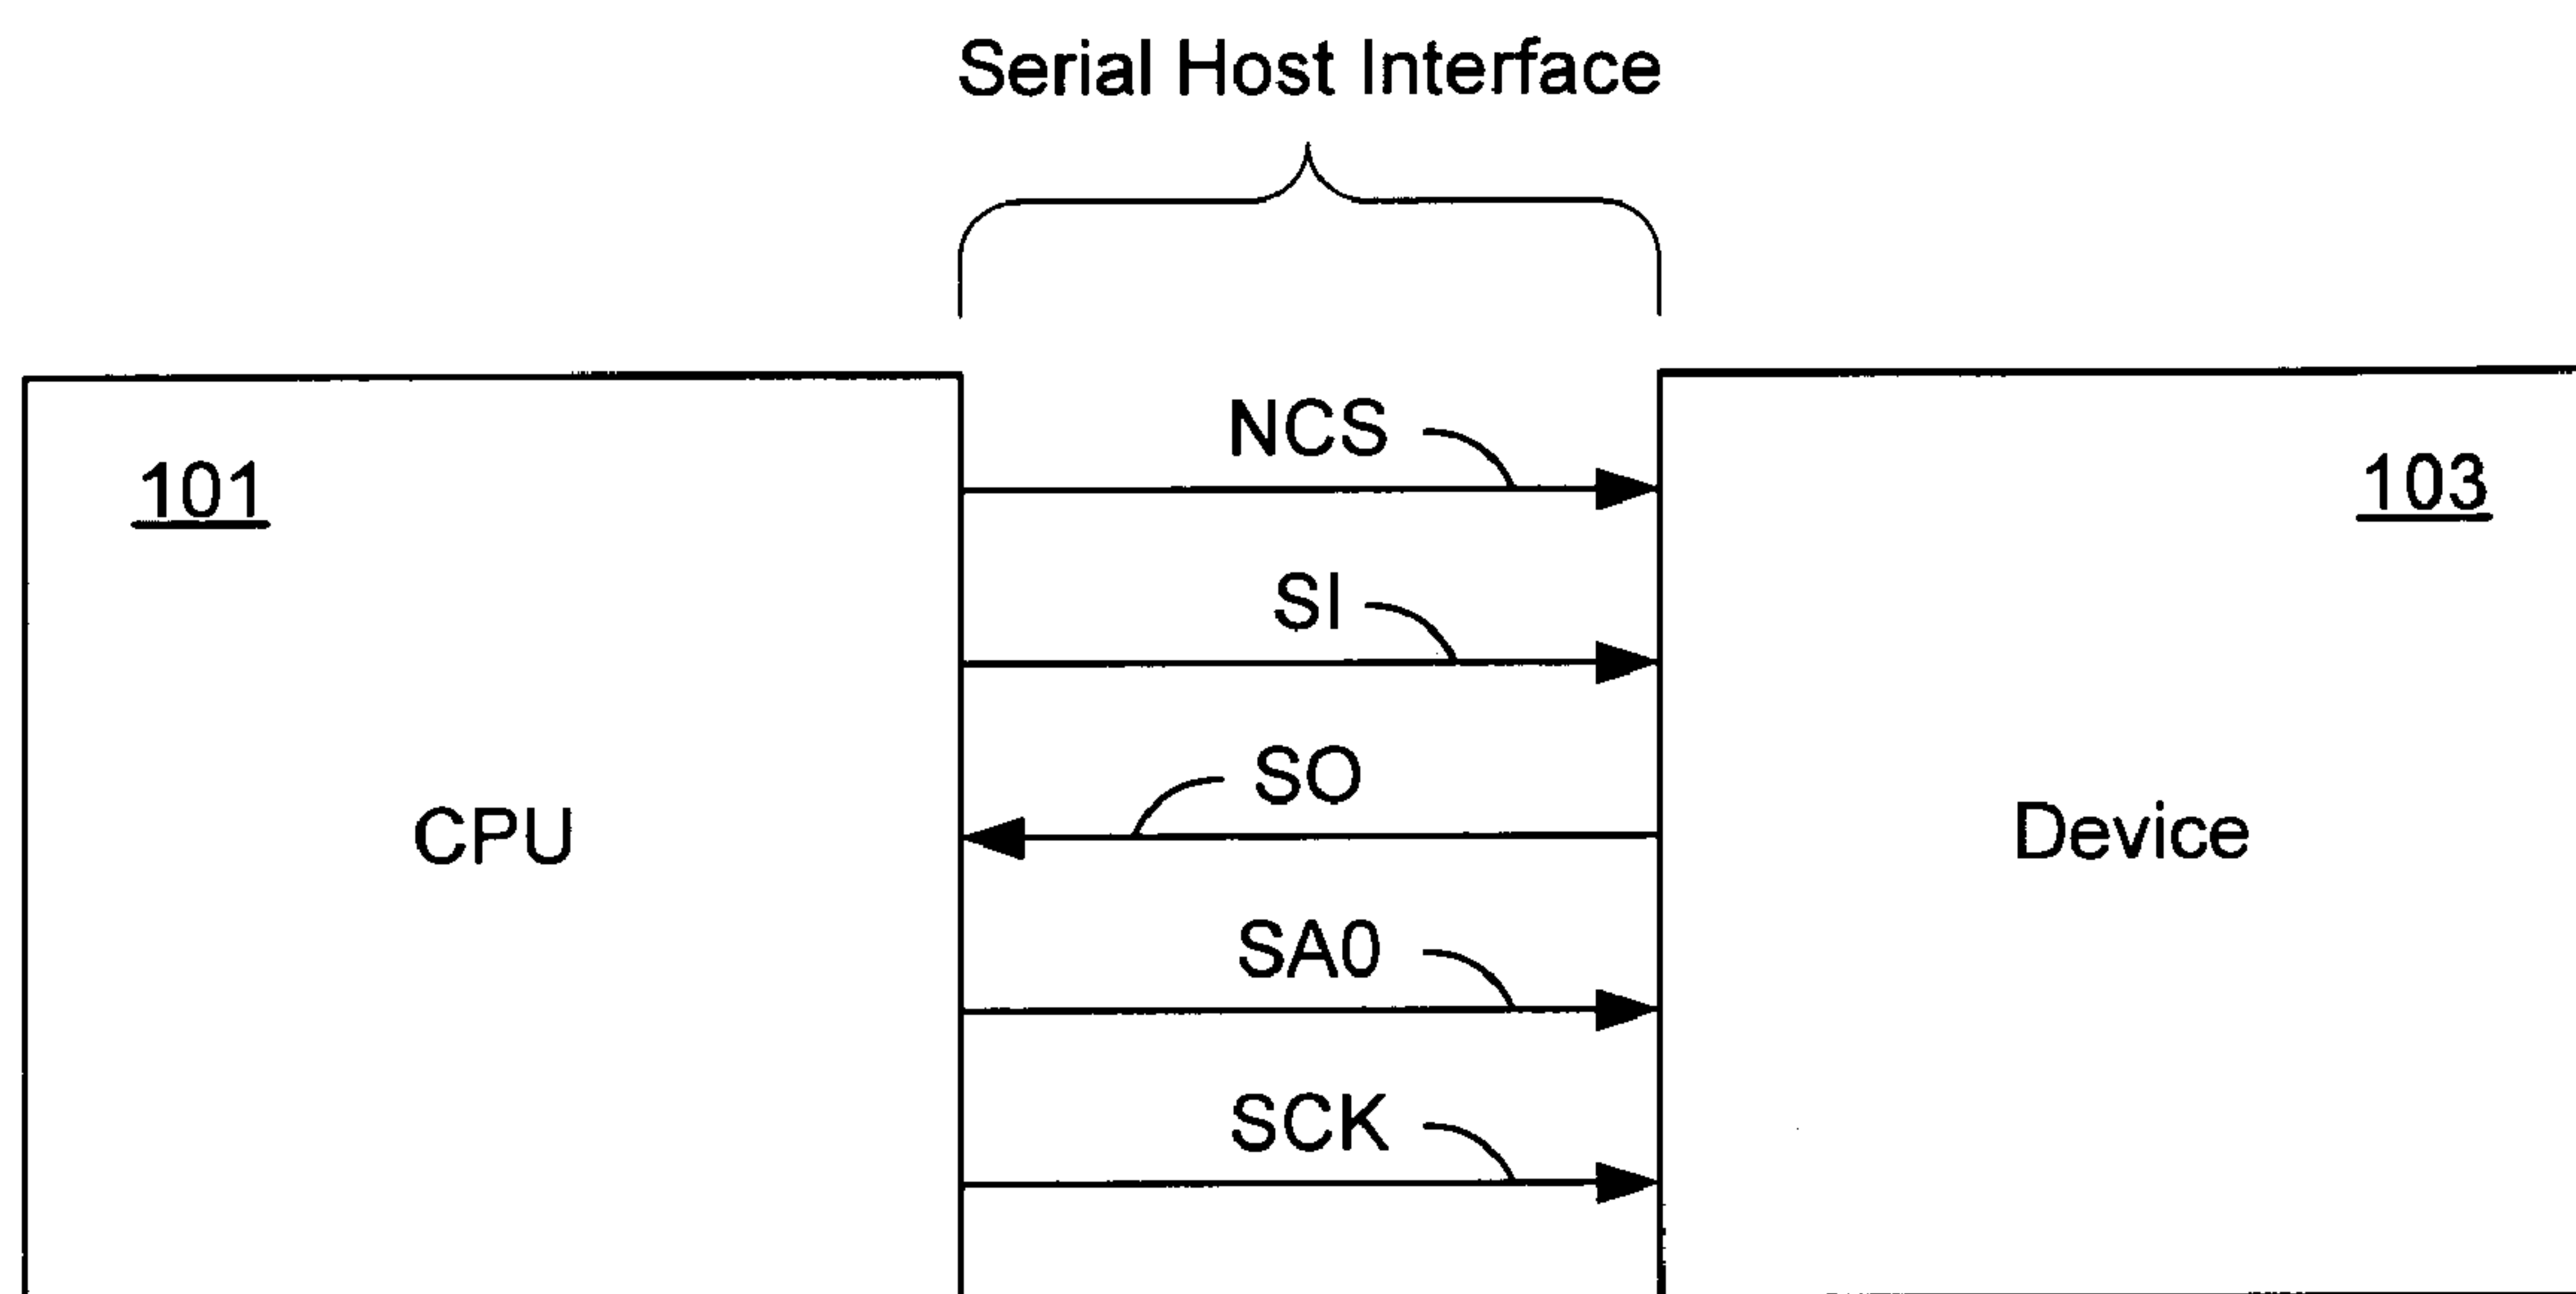 Serial Host Interface
NCS
101
103
SI
SO
CPU
Device
SA0
SCK